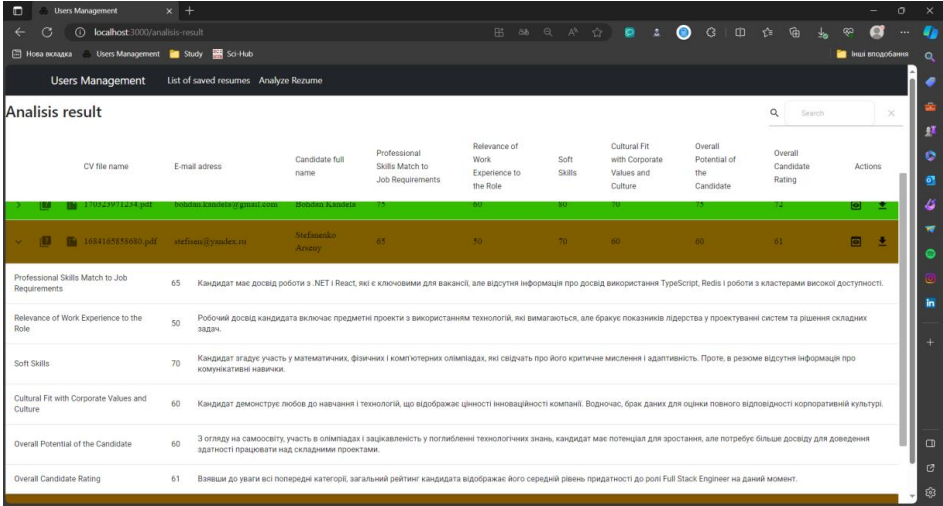 Users Management
localhost:3000/analysis-result
Нова вкладка Users Management Study Sci-Hub Інші вподобання
Users Management List of saved resumes Analyze Rezume
Analisis result Search
CV file name E-mail adress Candidate full name Professional Skills Match to Job Requirements Relevance of Work Experience to the Role Soft Skills Cultural Fit with Corporate Values and Culture Overall Potential of the Candidate Overall Candidate Rating Actions
170323971234.pdf bohdan.kandela@gmail.com Bohdan Kandela 75 60 80 70 75 72
1684165858680.pdf stefisen@yandex.ru Stefanenko Arseny 65 50 70 60 60 61
Professional Skills Match to Job Requirements 65 Кандидат має досвід роботи з .NET і React, які є ключовими для вакансії, але відсутня інформація про досвід використання TypeScript, Redis і роботи з кластерами високої доступності.
Relevance of Work Experience to the Role 50 Робочий досвід кандидата включає предметні проекти з використанням технологій, які вимагаються, але бракує показників лідерства у проектуванні систем та рішення складних
задач.
Soft Skills 70 Кандидат згадує участь у математичних, фізичних і комп'ютерних олімпіадах, які свідчать про його критичне мислення і адаптивність. Проте, в резюме відсутня інформація про
комунікативні навички.
Cultural Fit with Corporate Values and Culture 60 Кандидат демонструє любов до навчання і технологій, що відображає цінності інноваційності компанії. Водночас, брак даних для оцінки повного відповідності корпоративній культурі.
Overall Potential of the Candidate 60 З огляду на самоосвіту, участь в олімпіадах і зацікавленість у поглибленні технологічних знань, кандидат має потенціал для зростання, але потребує більше досвіду для доведення
здатності працювати над складними проектами.
Overall Candidate Rating 61 Взявши до уваги всі попередні категорії, загальний рейтинг кандидата відображає його середній рівень придатності до ролі Full Stack Engineer на даний момент.